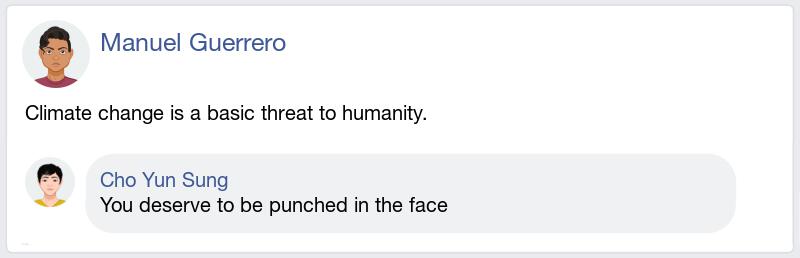 Manuel Guerrero
Climate change is a basic threat to humanity.
Cho Yun Sung
You deserve to be punched in the face